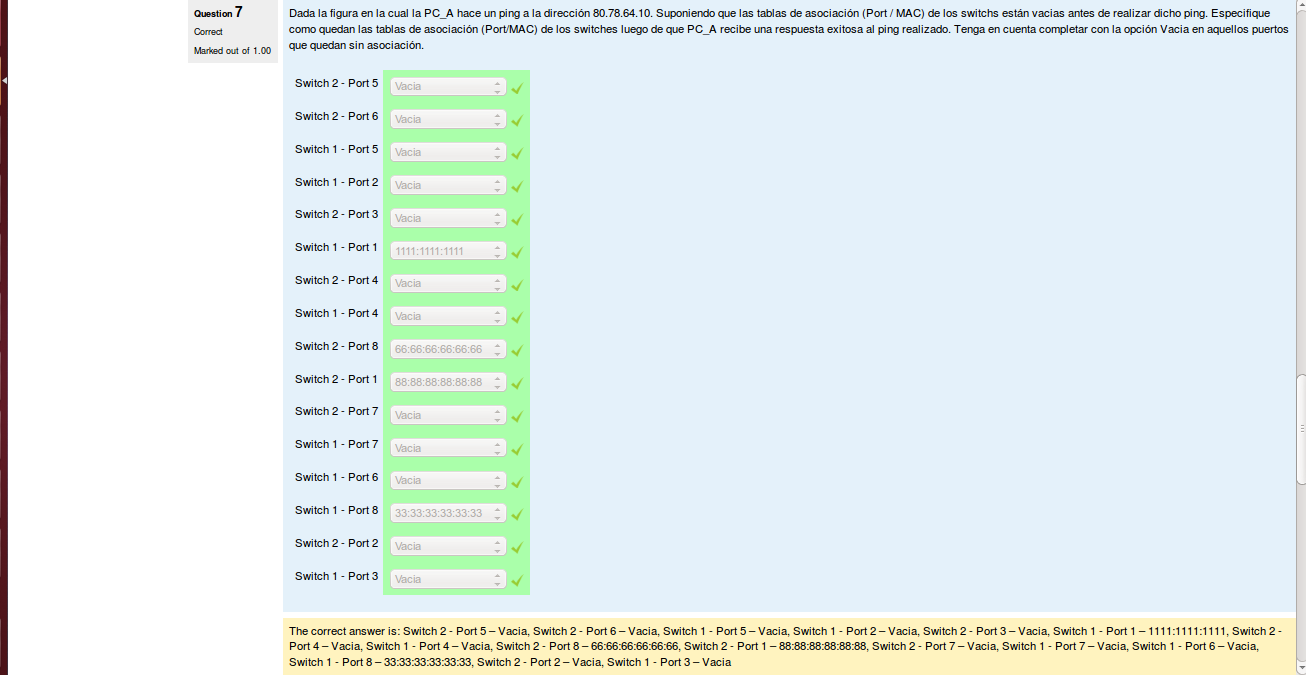 Question 7
Correct
Marked out of 1.00
Dada la figura en la cual la PC_A hace un ping a la dirección 80.78.64.10. Suponiendo que las tablas de asociación (Port / MAC) de los switchs están vacias antes de realizar dicho ping. Especifique
como quedan las tablas de asociación (Port/MAC) de los switches luego de que PC_A recibe una respuesta exitosa al ping realizado. Tenga en cuenta completar con la opción Vacia en aquellos puertos
que quedan sin asociación.
Switch 2 - Port 5 Vacia
Switch 2 - Port 6 Vacia
Switch 1 - Port 5 Vacia
Switch 1 - Port 2 Vacia
Switch 2 - Port 3 Vacia
Switch 1 - Port 1 1111:1111:1111
Switch 2 - Port 4 Vacia
Switch 1 - Port 4 Vacia
Switch 2 - Port 8 66:66:66:66:66:66
Switch 2 - Port 1 88:88:88:88:88:88
Switch 2 - Port 7 Vacia
Switch 1 - Port 7 Vacia
Switch 1 - Port 6 Vacia
Switch 1 - Port 8 33:33:33:33:33:33
Switch 2 - Port 2 Vacia
Switch 1 - Port 3 Vacia
The correct answer is: Switch 2 - Port 5 – Vacia, Switch 2 - Port 6 – Vacia, Switch 1 - Port 5 – Vacia, Switch 1 - Port 2 – Vacia, Switch 2 - Port 3 – Vacia, Switch 1 - Port 1 – 1111:1111:1111, Switch 2 -
Port 4 – Vacia, Switch 1 - Port 4 – Vacia, Switch 2 - Port 8 – 66:66:66:66:66:66, Switch 2 - Port 1 – 88:88:88:88:88:88, Switch 2 - Port 7 – Vacia, Switch 1 - Port 7 – Vacia, Switch 1 - Port 6 – Vacia,
Switch 1 - Port 8 – 33:33:33:33:33:33, Switch 2 - Port 2 – Vacia, Switch 1 - Port 3 – Vacia